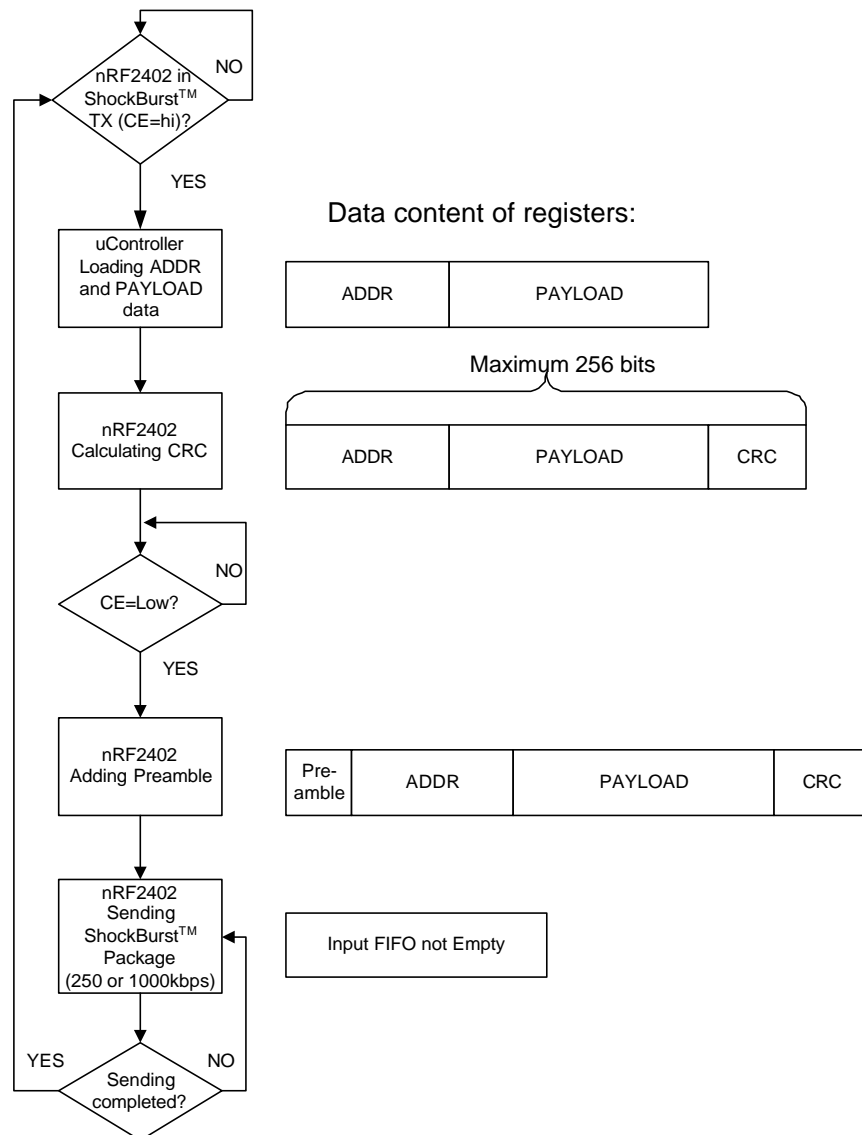 NO
nRF2402 in
ShockBurst™
TX (CE=hi)?
YES
Data content of registers:
uController
Loading ADDR
and PAYLOAD
data
ADDR
PAYLOAD
Maximum 256 bits
nRF2402
Calculating CRC
ADDR
PAYLOAD
CRC
NO
CE=Low?
YES
nRF2402
Adding Preamble
Pre-
amble
ADDR
PAYLOAD
CRC
nRF2402
Sending
ShockBurst™
Package
(250 or 1000kbps)
Input FIFO not Empty
YES
NO
Sending
completed?